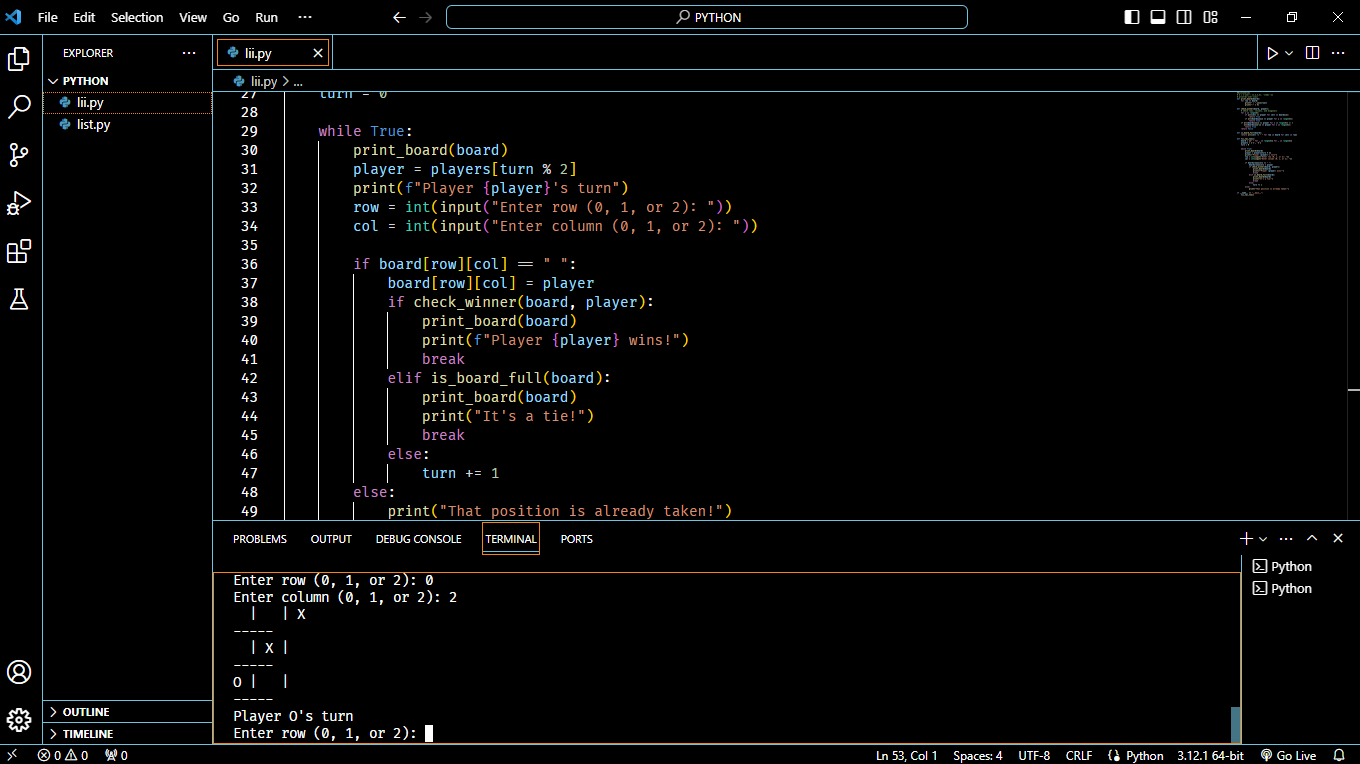 File Edit Selection View Go Run ···
PYTHON
EXPLORER ···
PYTHON
lii.py
list.py
OUTLINE
TIMELINE
lii.py
lii.py > ...
27 turn = 0
28
29 while True:
30 print_board(board)
31 player = players[turn % 2]
32 print(f"Player {player}'s turn")
33 row = int(input("Enter row (0, 1, or 2): "))
34 col = int(input("Enter column (0, 1, or 2): "))
35
36 if board[row][col] == " ":
37 board[row][col] = player
38 if check_winner(board, player):
39 print_board(board)
40 print(f"Player {player} wins!")
41 break
42 elif is_board_full(board):
43 print_board(board)
44 print("It's a tie!")
45 break
46 else:
47 turn += 1
48 else:
49 print("That position is already taken!")
PROBLEMS OUTPUT DEBUG CONSOLE TERMINAL PORTS
Enter row (0, 1, or 2): 0
Enter column (0, 1, or 2): 2
| | X
-----
| X |
-----
O | |
-----
Player O's turn
Enter row (0, 1, or 2):
Python
Python
0 0 0
Ln 53, Col 1 Spaces: 4 UTF-8 CRLF Python 3.12.1 64-bit Go Live